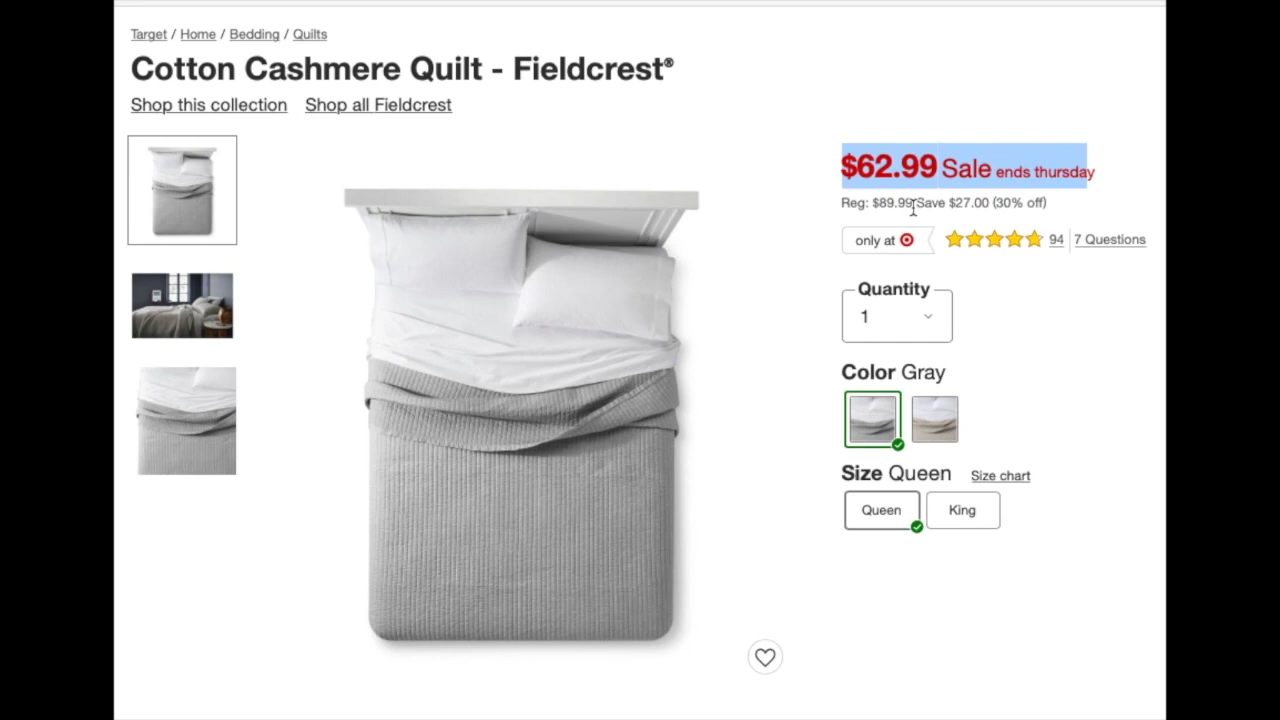 Target / Home / Bedding / Quilts
Cotton Cashmere Quilt - Fieldcrest®
Shop this collection Shop all Fieldcrest
$62.99 Sale ends thursday
Reg: $89.99 Save $27.00 (30% off)
only at 94 7 Questions
Quantity
1
Color Gray
Size Queen Size chart
Queen King